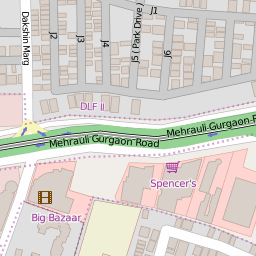 J1
Dakshin Marg
J2
J3
J4
J5 ( Park Drive )
J6
DLF II
Mehrauli Gurgaon R
Mehrauli Gurgaon Road
Spencer's
Big Bazaar